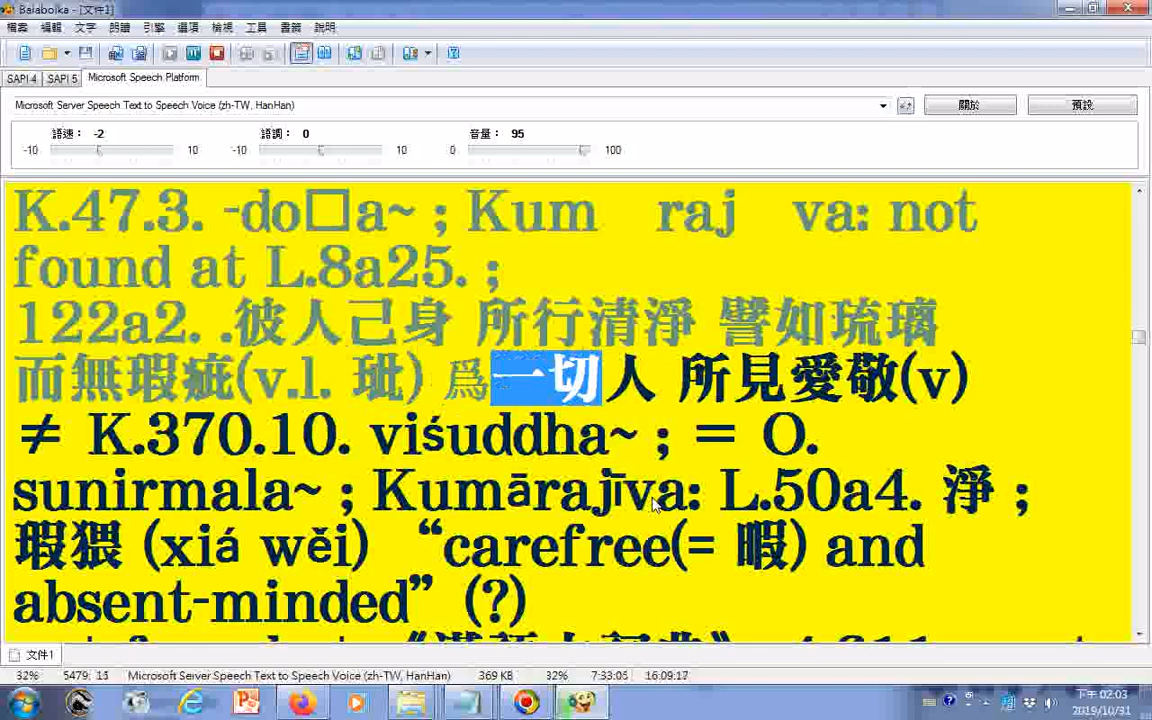 Balabolka - [文件1]
檔案 編輯 文字 朗讀 引擎 選項 檢視 工具 書籤 說明
SAPI 4 SAPI 5 Microsoft Speech Platform
Microsoft Server Speech Text to Speech Voice (zh-TW, HanHan) 關於 預設
語速： -2 語調： 0 音量： 95
-10 10 -10 10 0 100
K.47.3. -do□a~ ; Kum raj va: not
found at L.8a25. ;
122a2. .彼人己身 所行清淨 譬如琉璃
而無瑕疵(v.l. 玼) 爲一切人 所見愛敬(v)
≠ K.370.10. viśuddha~ ; = O.
sunirmala~ ; Kumārajīva: L.50a4. 淨 ;
瑕猥 (xiá wěi) “carefree(= 暇) and
absent-minded” (?)
文件1
32% 5479, 13 Microsoft Server Speech Text to Speech Voice (zh-TW, HanHan) 369 KB 32% 7:33:05 16:09:17
下午 02:03
2019/10/31